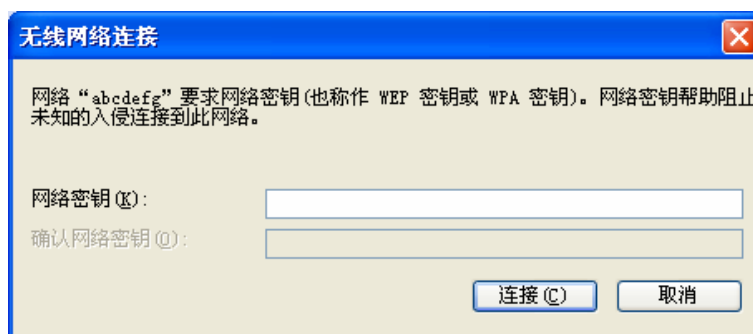 无线网络连接
网络“abcdefg”要求网络密钥(也称作 WEP 密钥或 WPA 密钥)。网络密钥帮助阻止
未知的入侵连接到此网络。
网络密钥(K):
确认网络密钥(O):
连接(C)
取消